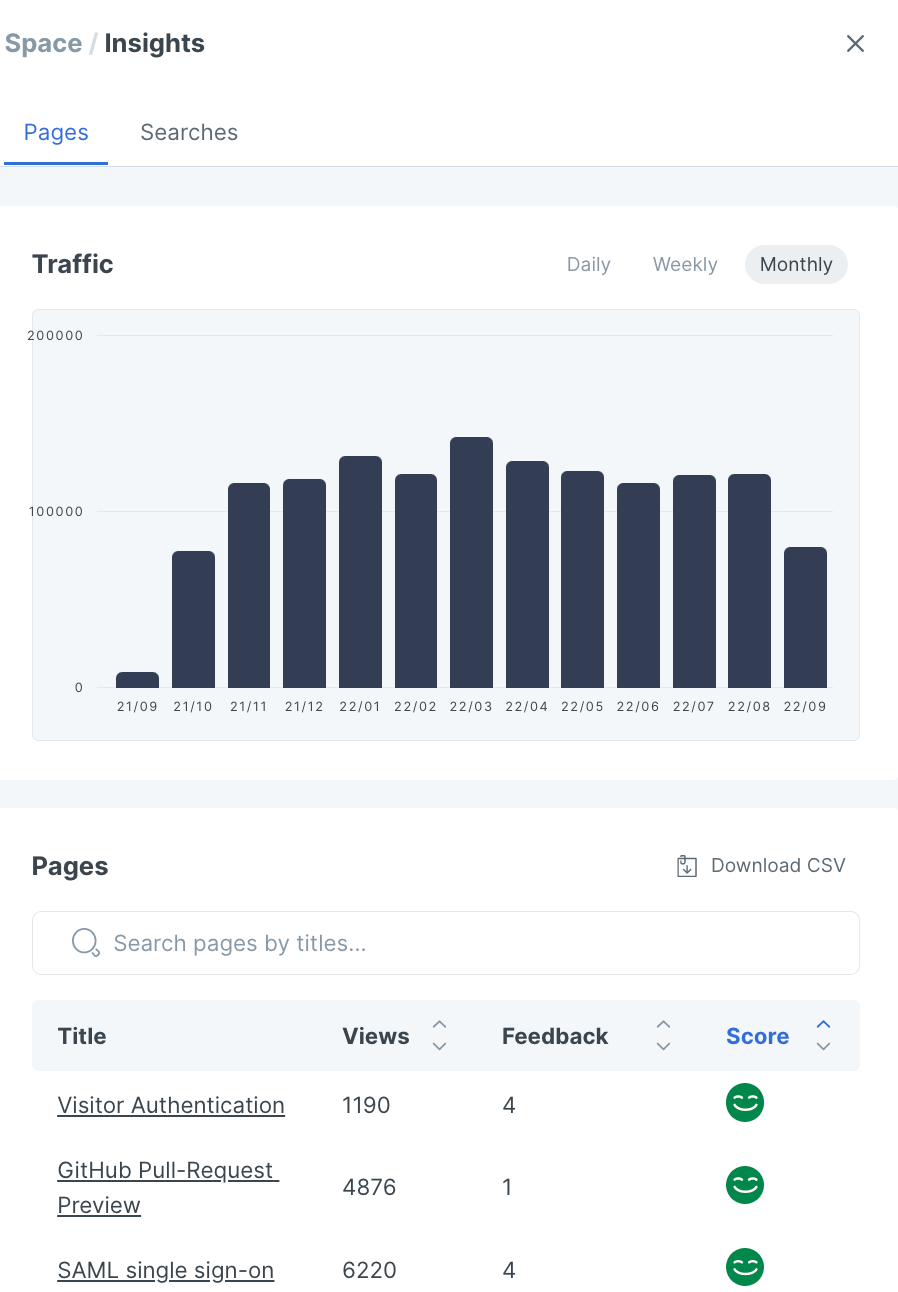 Space / Insights
Pages Searches
Traffic Daily Weekly Monthly
200000
100000
0
21/09 21/10 21/11 21/12 22/01 22/02 22/03 22/04 22/05 22/06 22/07 22/08 22/09
Pages Download CSV
Search pages by titles...
Title Views Feedback Score
Visitor Authentication 1190 4
GitHub Pull-Request
Preview 4876 1
SAML single sign-on 6220 4